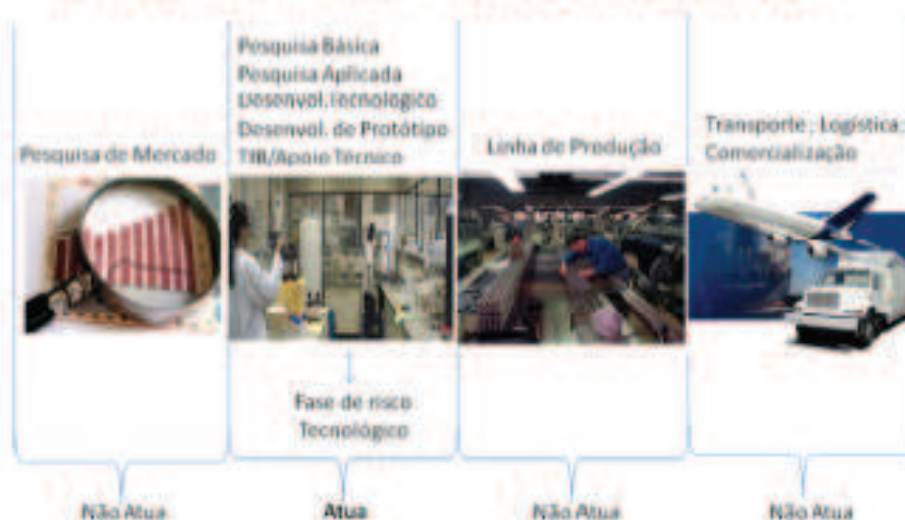 Pesquisa de Mercado
Pesquisa Básica
Pesquisa Aplicada
Desenvol.Tecnológico
Desenvol. de Protótipo
TIB/Apoio Técnico
Linha de Produção
Transporte ; Logística ;
Comercialização
Fase de risco
Tecnológico
Não Atua
Atua
Não Atua
Não Atua